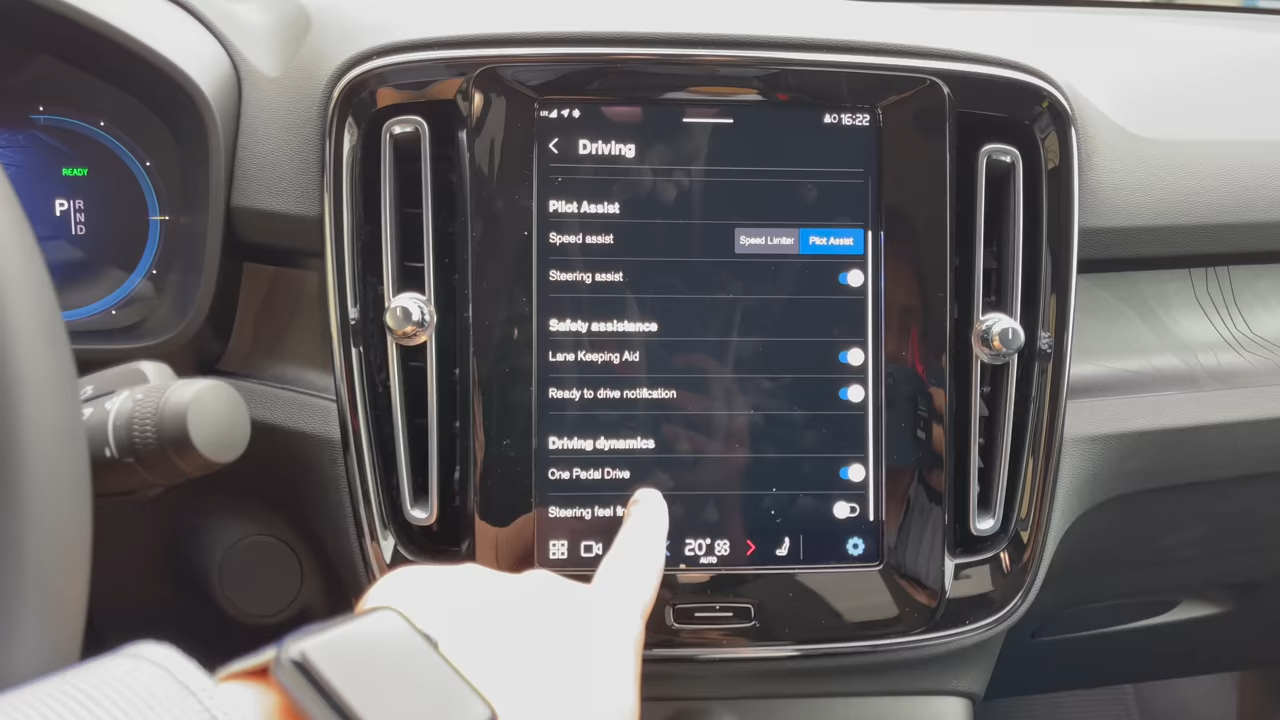 READY
P R
N
D
LTE 16:22
Driving
Pilot Assist
Speed assist Speed Limiter Pilot Assist
Steering assist
Safety assistance
Lane Keeping Aid
Ready to drive notification
Driving dynamics
One Pedal Drive
Steering feel
20°
AUTO